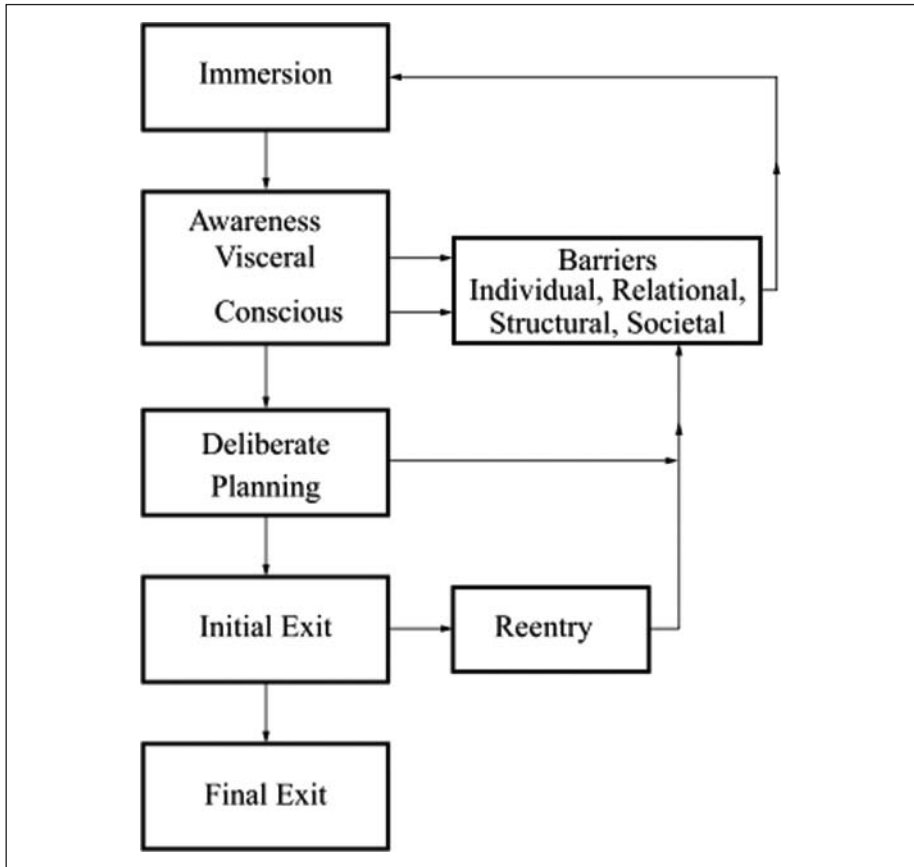 Immersion
Awareness
Visceral
Conscious
Barriers
Individual, Relational,
Structural, Societal
Deliberate
Planning
Initial Exit
Reentry
Final Exit